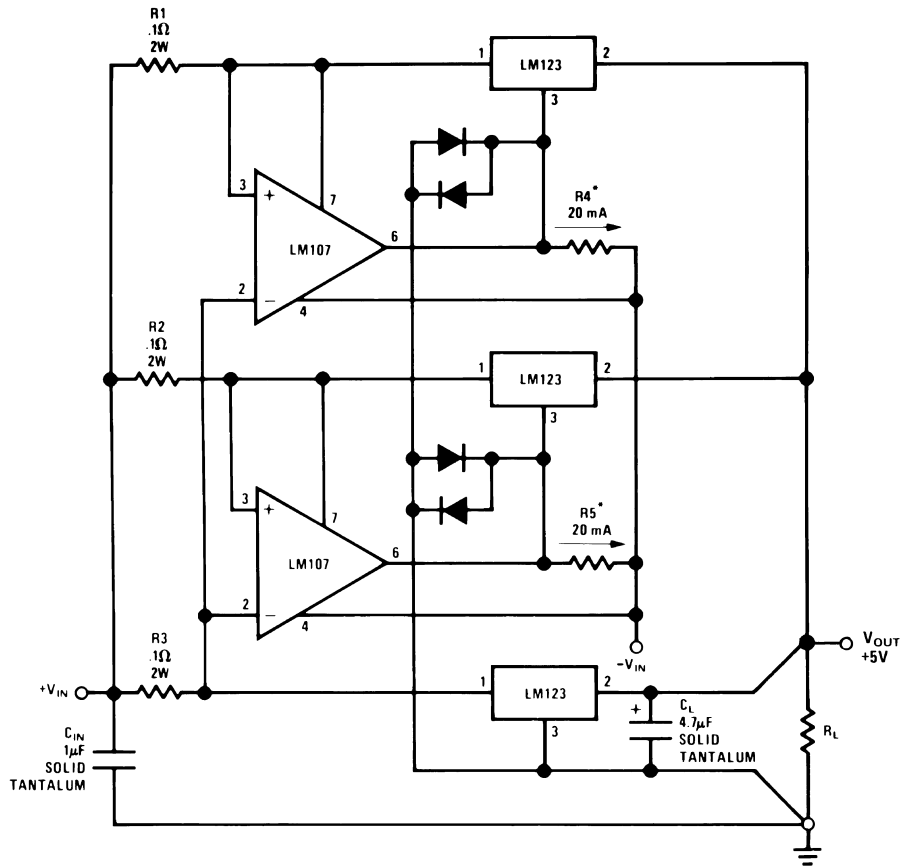 R1
.1Ω
2W
1
LM123
2
3
3
+
7
LM107
6
R4*
20 mA
2
−
4
R2
.1Ω
2W
1
LM123
2
3
3
+
7
LM107
6
R5*
20 mA
2
−
4
R3
.1Ω
2W
−VIN
VOUT
+5V
+VIN
1
LM123
2
3
+
CL
4.7µF
SOLID
TANTALUM
RL
CIN
1µF
SOLID
TANTALUM